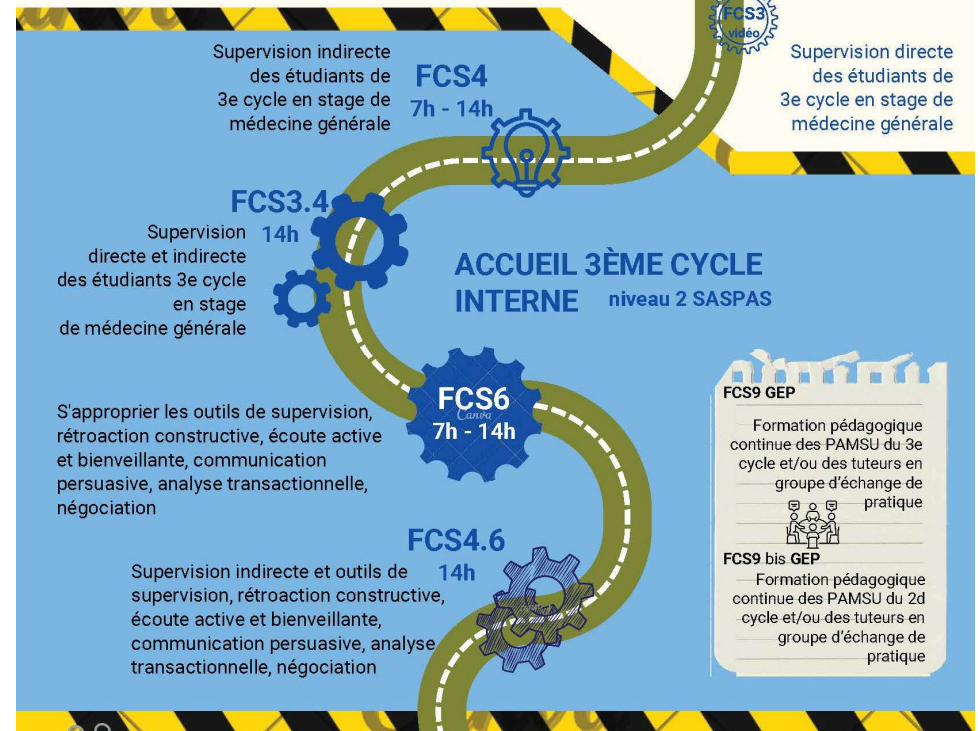 FCS3
vidéo
Supervision directe
des étudiants de
3e cycle en stage de
médecine générale
Supervision indirecte
des étudiants de
3e cycle en stage de
médecine générale
FCS4
7h - 14h
FCS3.4
14h
Supervision
directe et indirecte
des étudiants 3e cycle
en stage
de médecine générale
ACCUEIL 3ÈME CYCLE
INTERNE niveau 2 SASPAS
FCS6
Canva
7h - 14h
S'approprier les outils de supervision,
rétroaction constructive, écoute active
et bienveillante, communication
persuasive, analyse transactionnelle,
négociation
FCS4.6
14h
Supervision indirecte et outils de
supervision, rétroaction constructive,
écoute active et bienveillante,
communication persuasive, analyse
transactionnelle, négociation
FCS9 GEP
Formation pédagogique
continue des PAMSU du 3e
cycle et/ou des tuteurs en
groupe d'échange de
pratique
FCS9 bis GEP
Formation pédagogique
continue des PAMSU du 2d
cycle et/ou des tuteurs en
groupe d'échange de
pratique